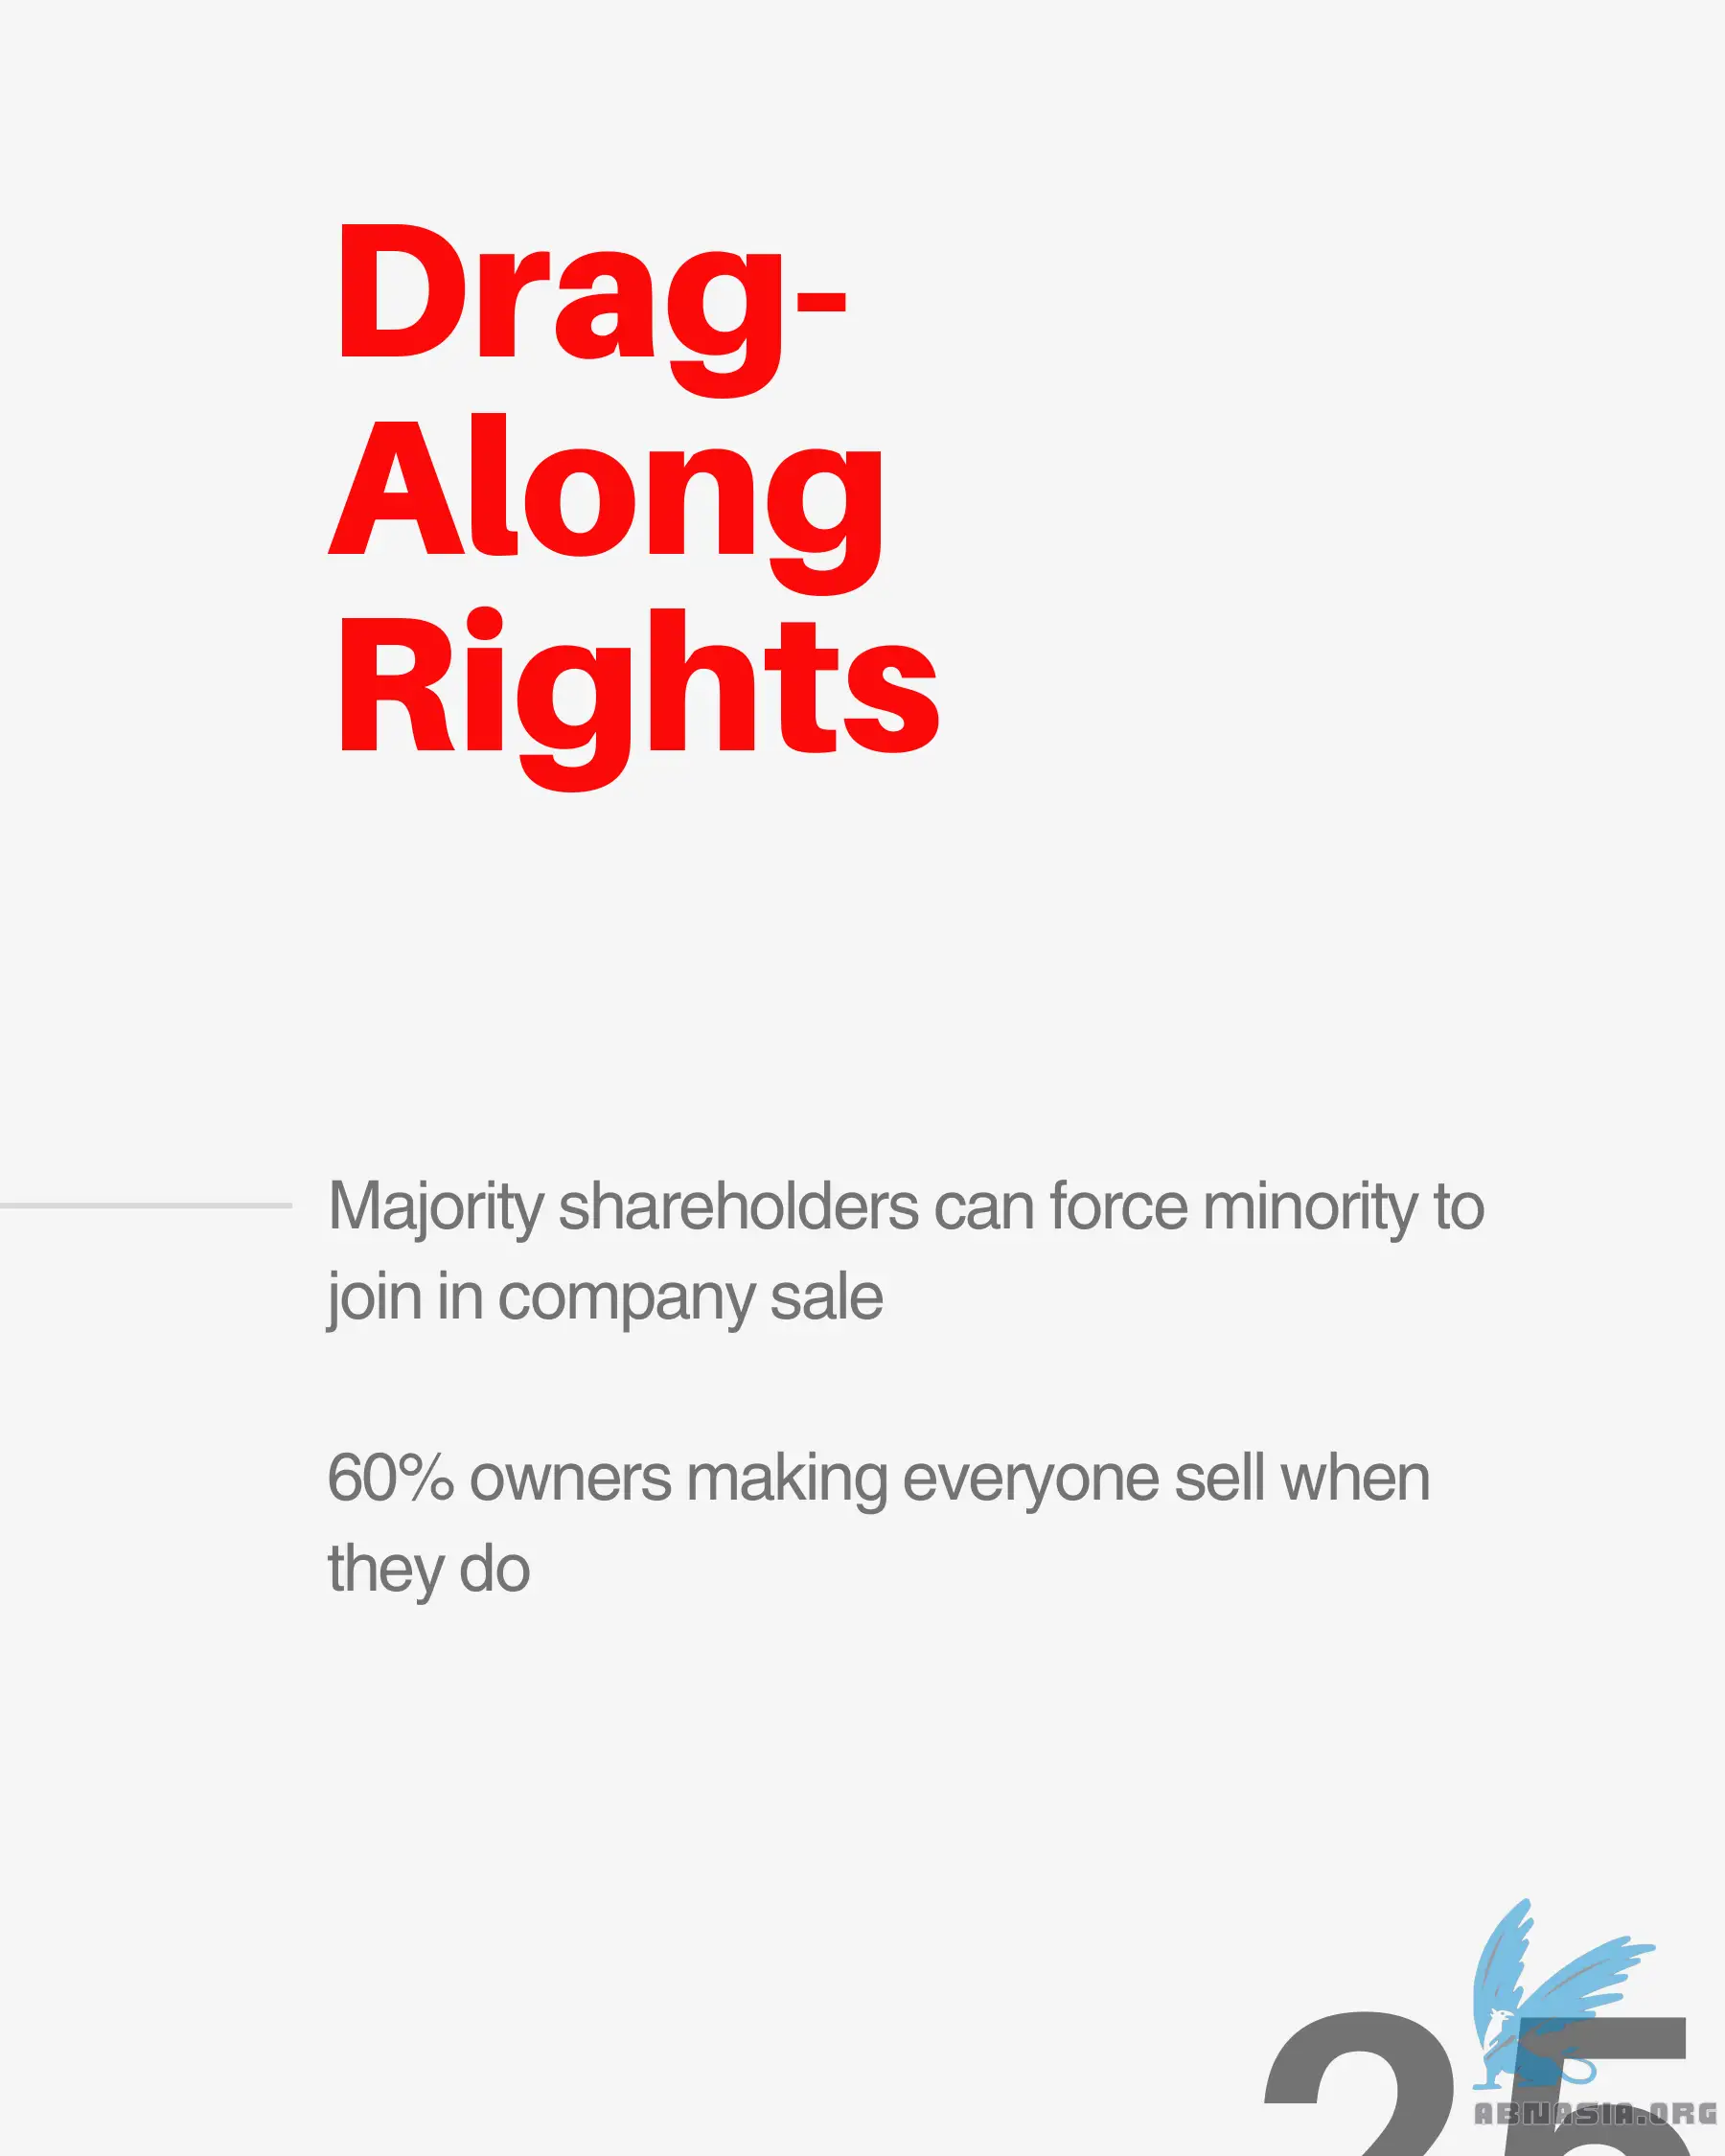 Drag-
Along
Rights
Majority shareholders can force minority to
join in company sale
60% owners making everyone sell when
they do
25
ABNASIA.ORG